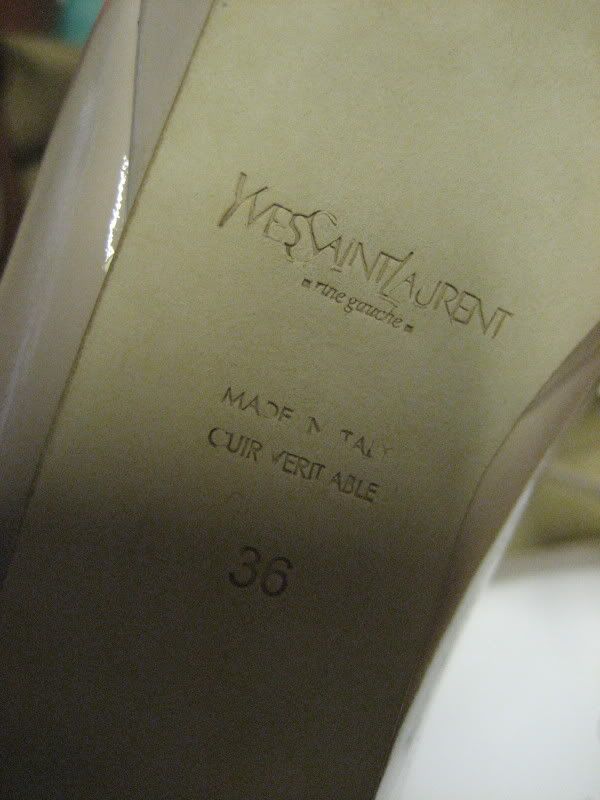 YVESSAINTLAURENT
▪ rive gauche ▪
MADE IN ITALY
CUIR VERITABLE
36